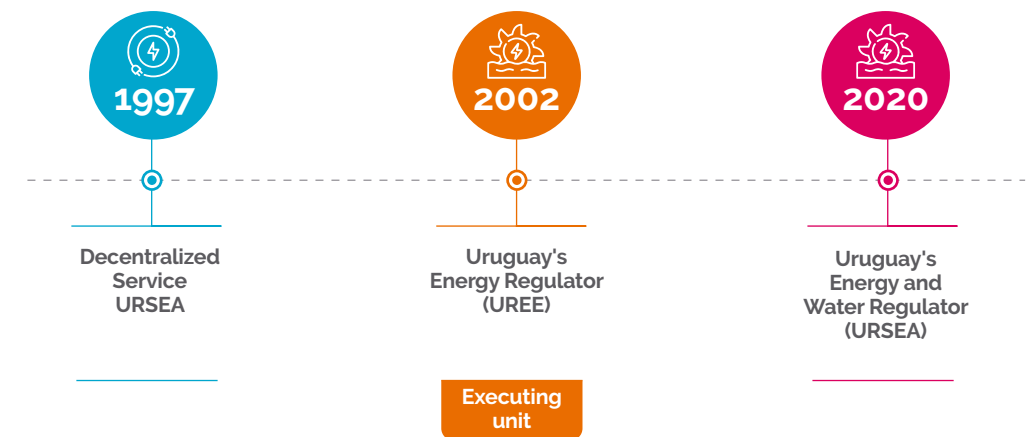 1997
2002
2020
Decentralized
Service
URSEA
Uruguay's
Energy Regulator
(UREE)
Uruguay's
Energy and
Water Regulator
(URSEA)
Executing
unit